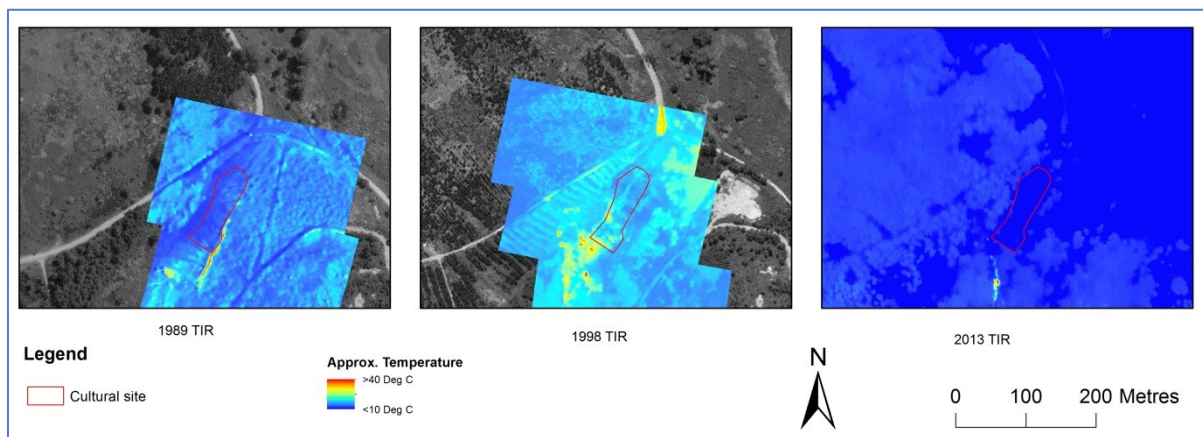 1989 TIR
1998 TIR
2013 TIR
Legend
Cultural site
Approx. Temperature
>40 Deg C
<10 Deg C
N
0 100 200 Metres